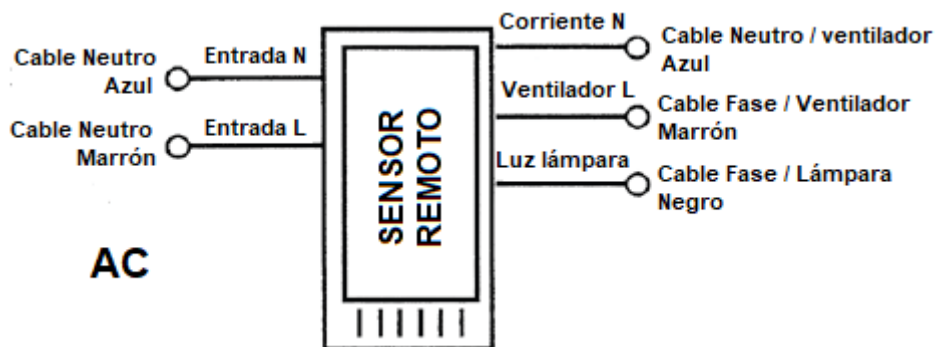 Cable Neutro
Azul
Entrada N
Cable Neutro
Marrón
Entrada L
AC
SENSOR
REMOTO
Corriente N
Cable Neutro / ventilador
Azul
Ventilador L
Cable Fase / Ventilador
Marrón
Luz lámpara
Cable Fase / Lámpara
Negro